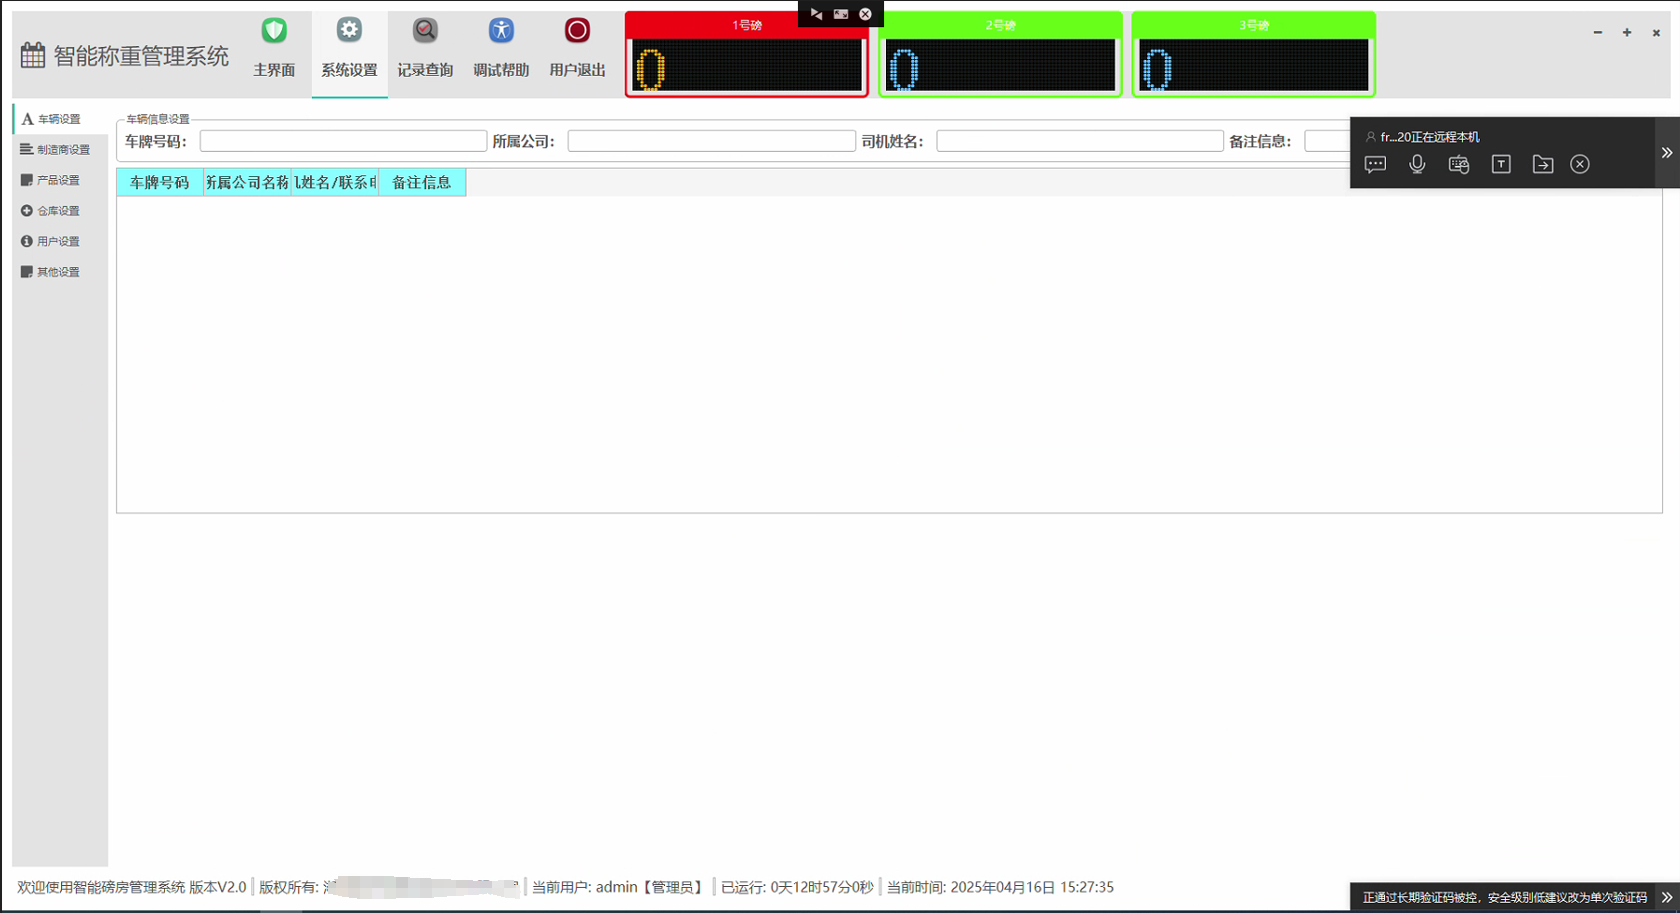 智能称重管理系统
主界面
系统设置
记录查询
调试帮助
用户退出
1号磅
0
2号磅
0
3号磅
0
fr...20正在远程本机
A 车辆设置
制造商设置
产品设置
仓库设置
用户设置
其他设置
车辆信息设置
车牌号码：
所属公司：
司机姓名：
备注信息：
车牌号码
所属公司名称
姓名/联系
备注信息
欢迎使用智能磅房管理系统 版本V2.0
版权所有:
当前用户: admin【管理员】
已运行: 0天12时57分0秒
当前时间: 2025年04月16日 15:27:35
正通过长期验证码被控，安全级别低建议改为单次验证码